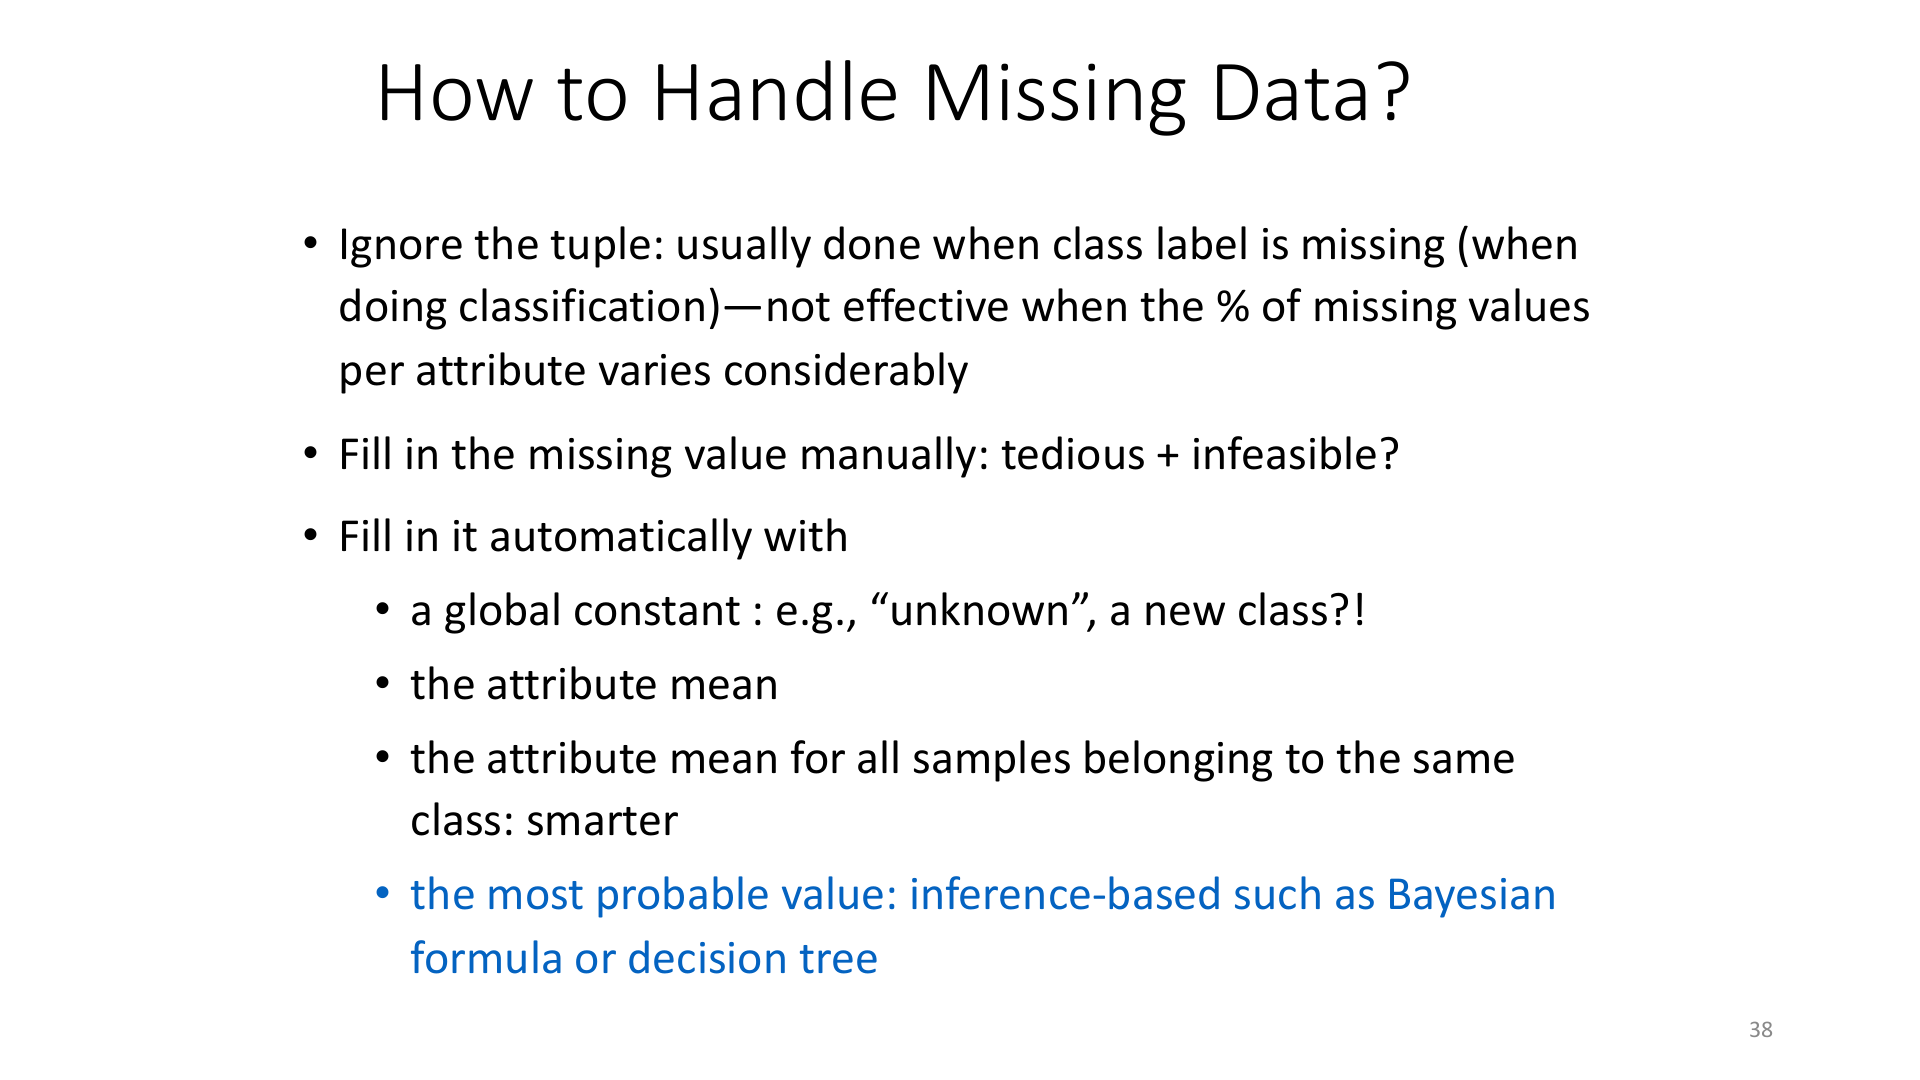 How to Handle Missing Data?
• Ignore the tuple: usually done when class label is missing (when
doing classification)—not effective when the % of missing values
per attribute varies considerably
• Fill in the missing value manually: tedious + infeasible?
• Fill in it automatically with
• a global constant : e.g., “unknown”, a new class?!
• the attribute mean
• the attribute mean for all samples belonging to the same
class: smarter
• the most probable value: inference-based such as Bayesian
formula or decision tree
38